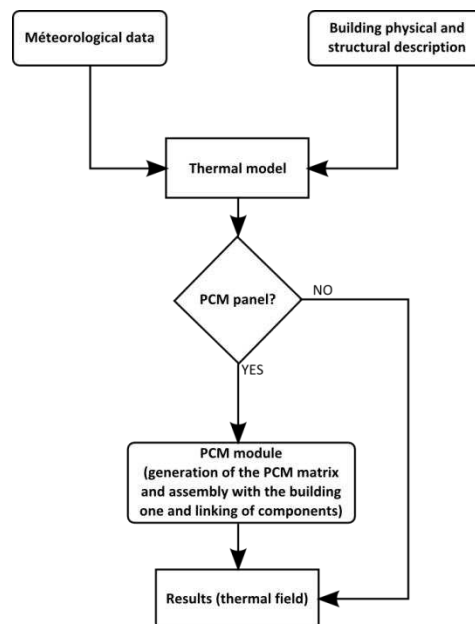 Météorological data
Building physical and
structural description
Thermal model
PCM panel?
NO
YES
PCM module
(generation of the PCM matrix
and assembly with the building
one and linking of components)
Results (thermal field)